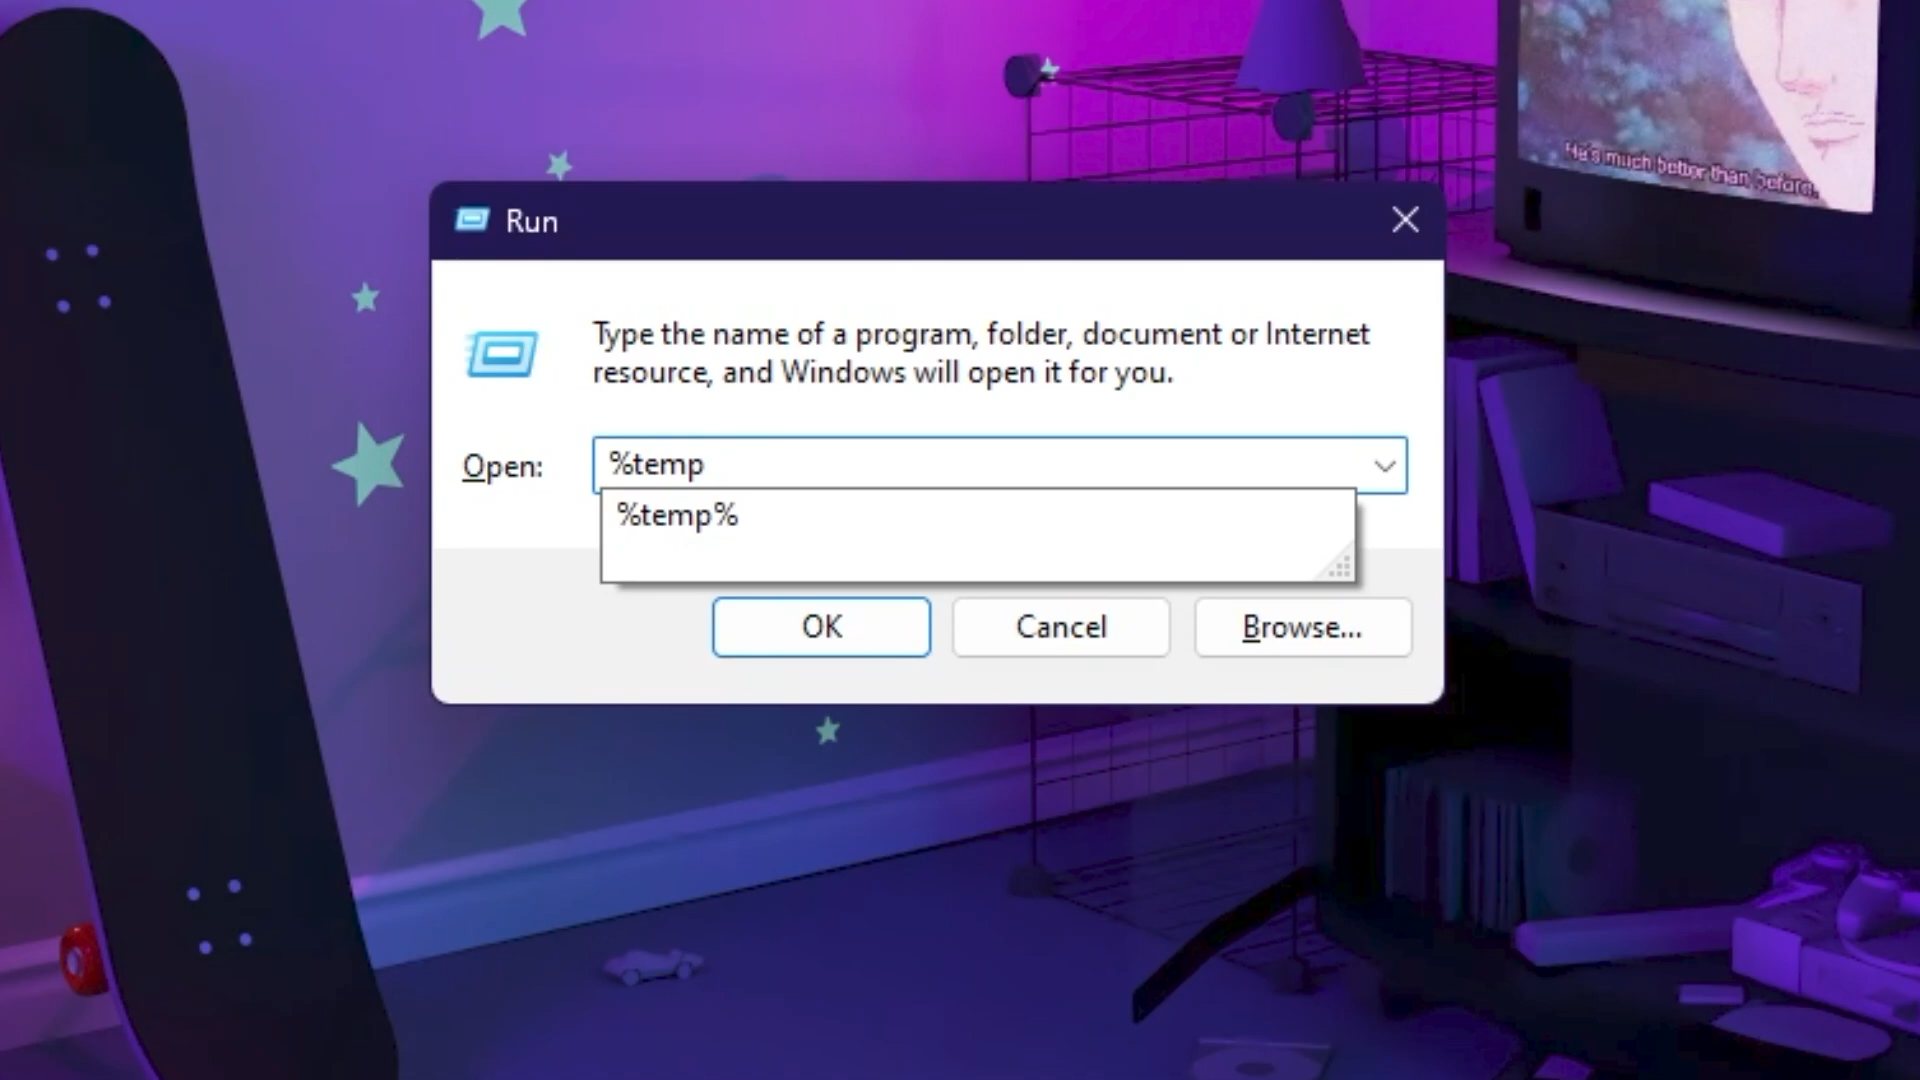 He's much better than before.
Run
Type the name of a program, folder, document or Internet
resource, and Windows will open it for you.
Open:
%temp
%temp%
OK
Cancel
Browse...